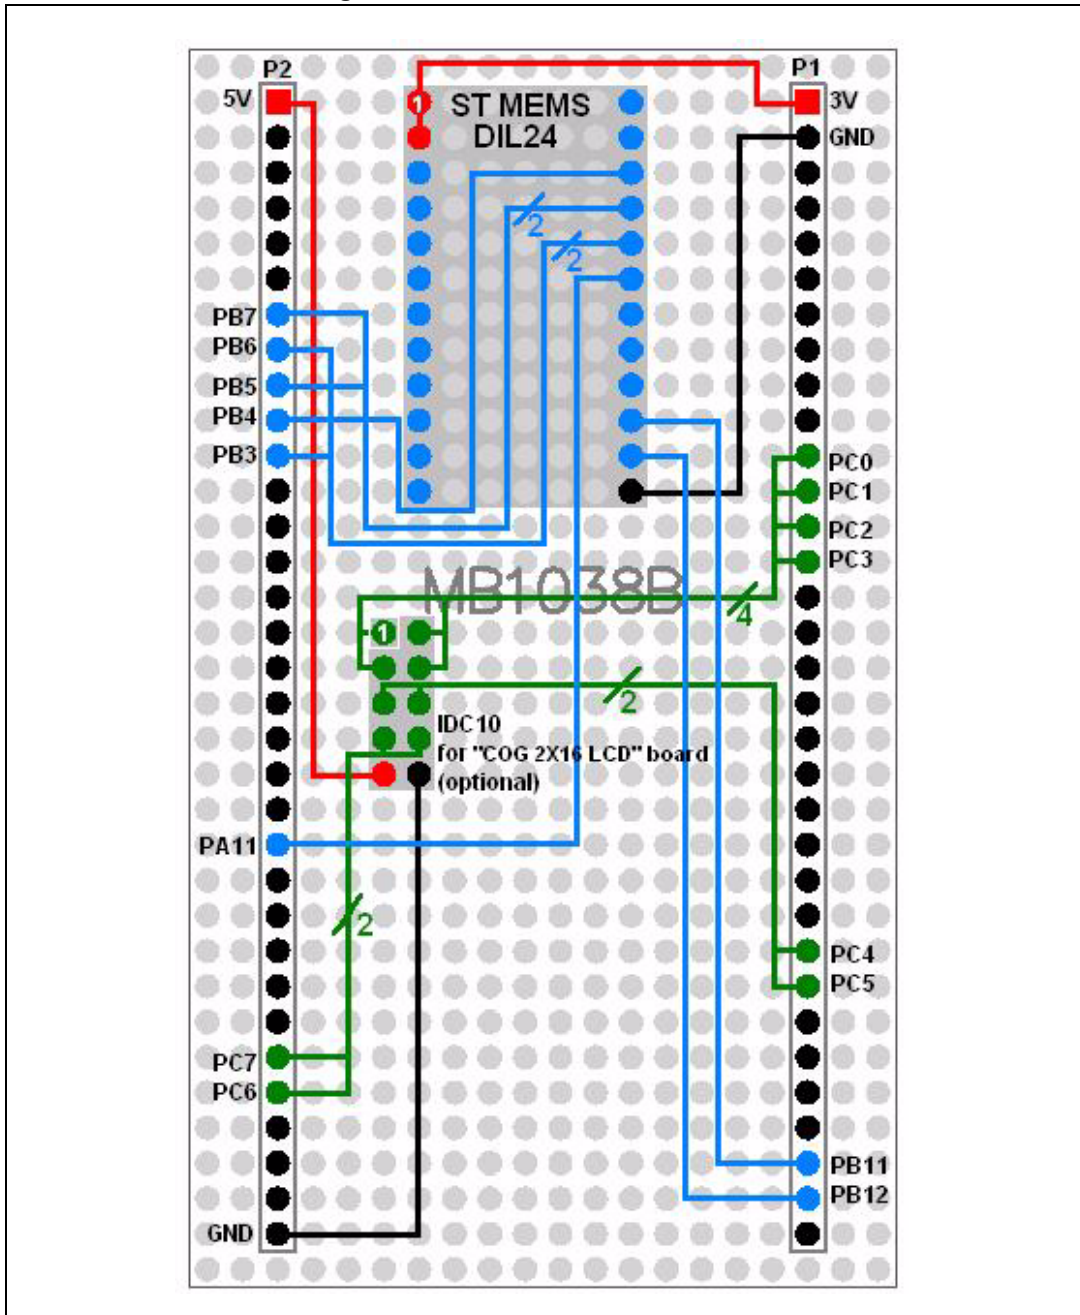 P2
P1
5V
1
ST MEMS
DIL24
3V
GND
2
2
PB7
PB6
PB5
PB4
PB3
PC0
PC1
PC2
PC3
MB1038B
4
1
2
IDC10
for "COG 2X16 LCD" board
(optional)
PA11
2
PC4
PC5
PC7
PC6
PB11
PB12
GND